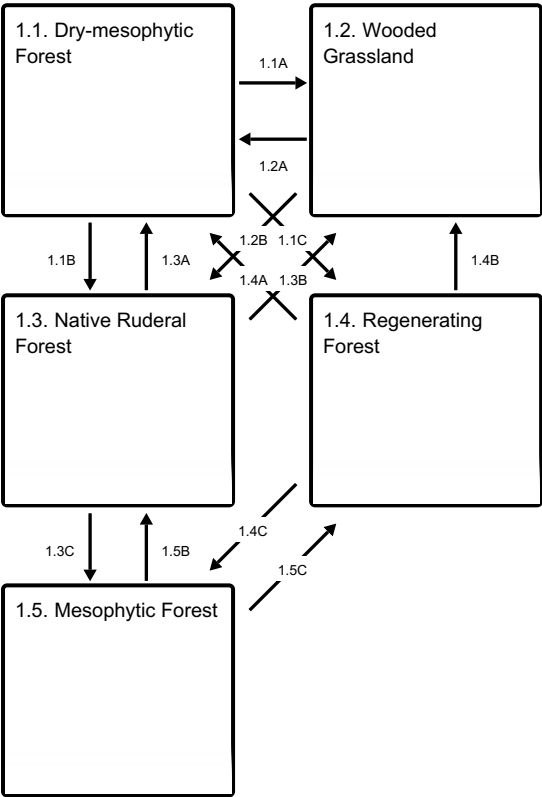 1.1. Dry-mesophytic
Forest
1.2. Wooded
Grassland
1.1A
1.2A
1.2B
1.1C
1.1B
1.3A
1.4A
1.3B
1.4B
1.3. Native Ruderal
Forest
1.4. Regenerating
Forest
1.4C
1.3C
1.5B
1.5C
1.5. Mesophytic Forest